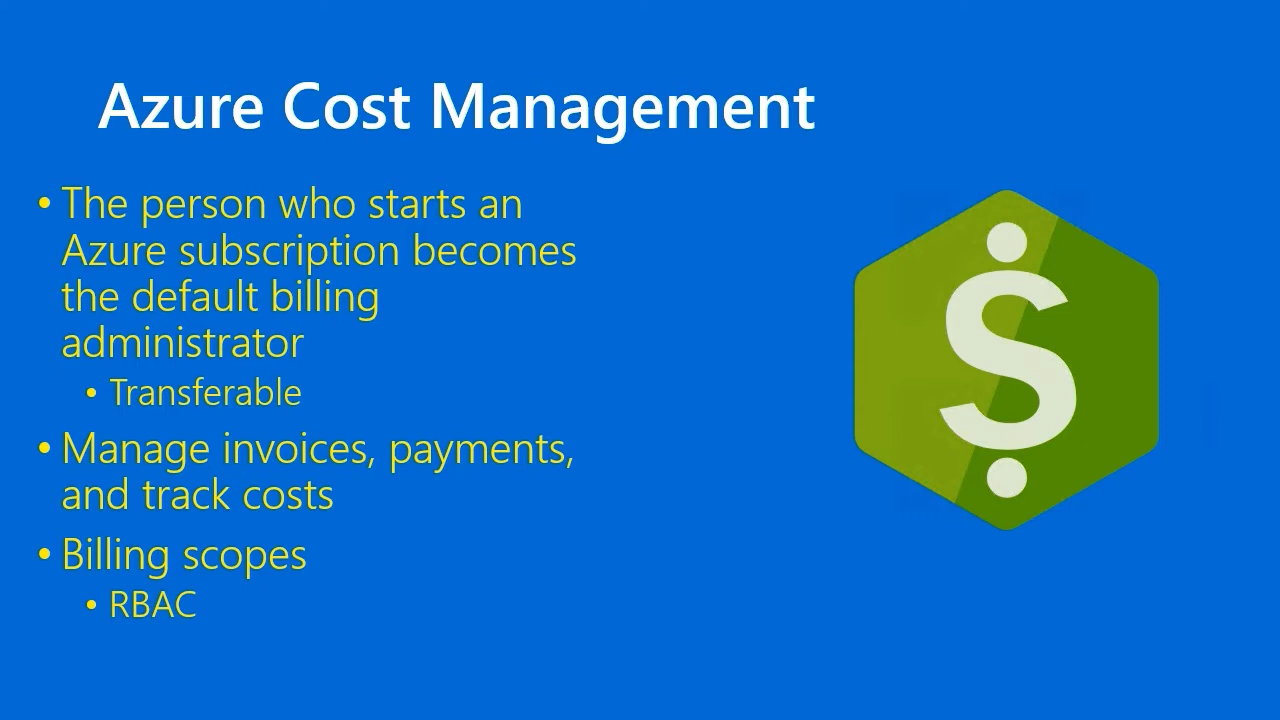 Azure Cost Management
• The person who starts an
Azure subscription becomes
the default billing
administrator
• Transferable
• Manage invoices, payments,
and track costs
• Billing scopes
• RBAC
$